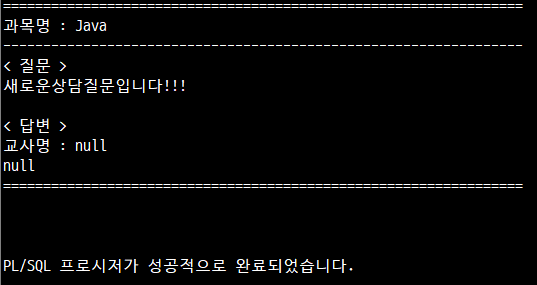 =================================================================
과목명 : Java
-----------------------------------------------------------------
< 질문 >
새로운상담질문입니다!!!
< 답변 >
교사명 : null
null
=================================================================
PL/SQL 프로시저가 성공적으로 완료되었습니다.